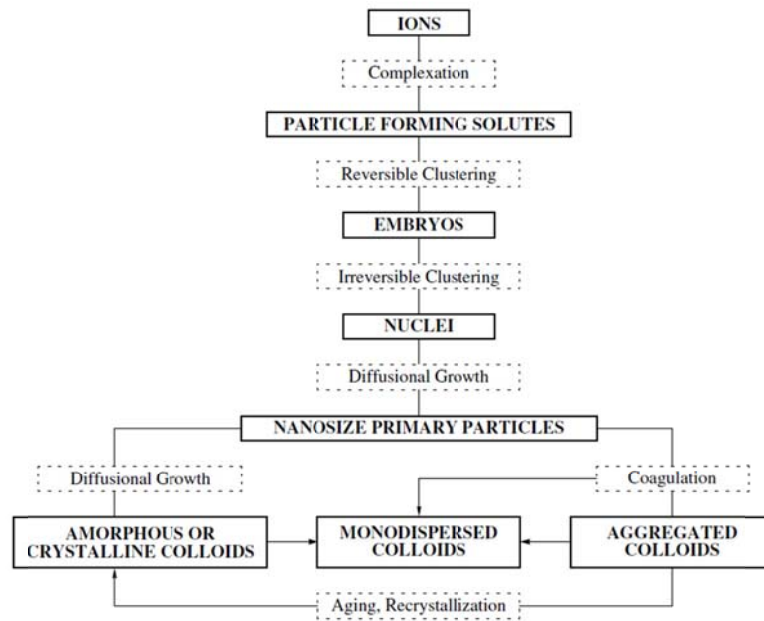 IONS
Complexation
PARTICLE FORMING SOLUTES
Reversible Clustering
EMBRYOS
Irreversible Clustering
NUCLEI
Diffusional Growth
NANOSIZE PRIMARY PARTICLES
Diffusional Growth
Coagulation
AMORPHOUS OR
CRYSTALLINE COLLOIDS
MONODISPERSED
COLLOIDS
AGGREGATED
COLLOIDS
Aging, Recrystallization